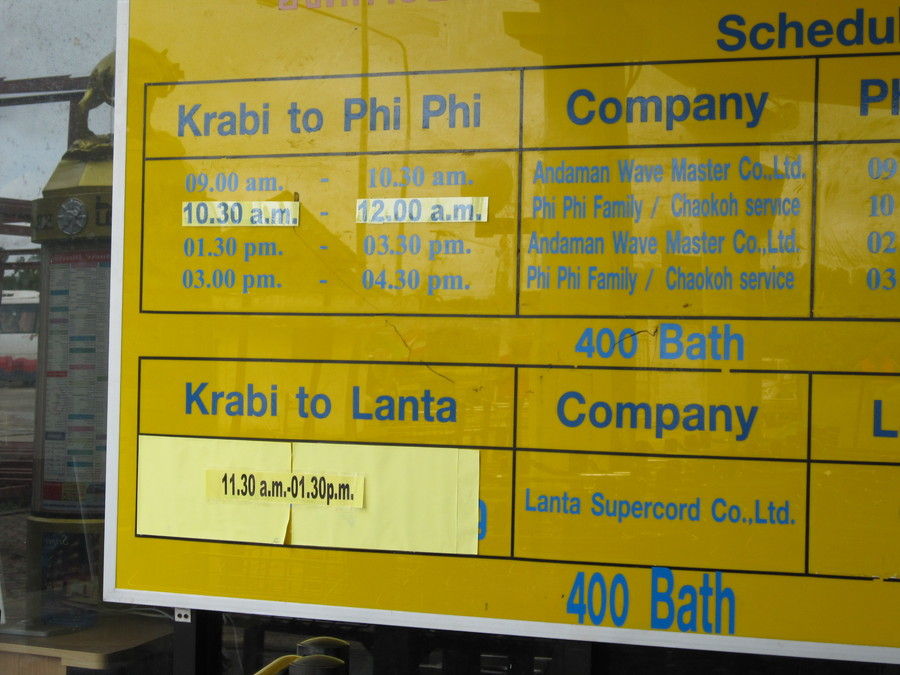 Schedu
Krabi to Phi Phi Company Ph
09.00 am. - 10.30 am. Andaman Wave Master Co.,Ltd. 09
10.30 a.m. - 12.00 a.m. Phi Phi Family / Chaokoh service 10
01.30 pm. - 03.30 pm. Andaman Wave Master Co.,Ltd. 02
03.00 pm. - 04.30 pm. Phi Phi Family / Chaokoh service 03
400 Bath
Krabi to Lanta Company L
11.30 a.m.-01.30p.m. Lanta Supercord Co.,Ltd.
400 Bath